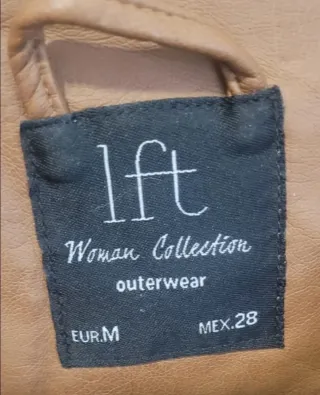 lft
Woman Collection
outerwear
EUR.M MEX.28